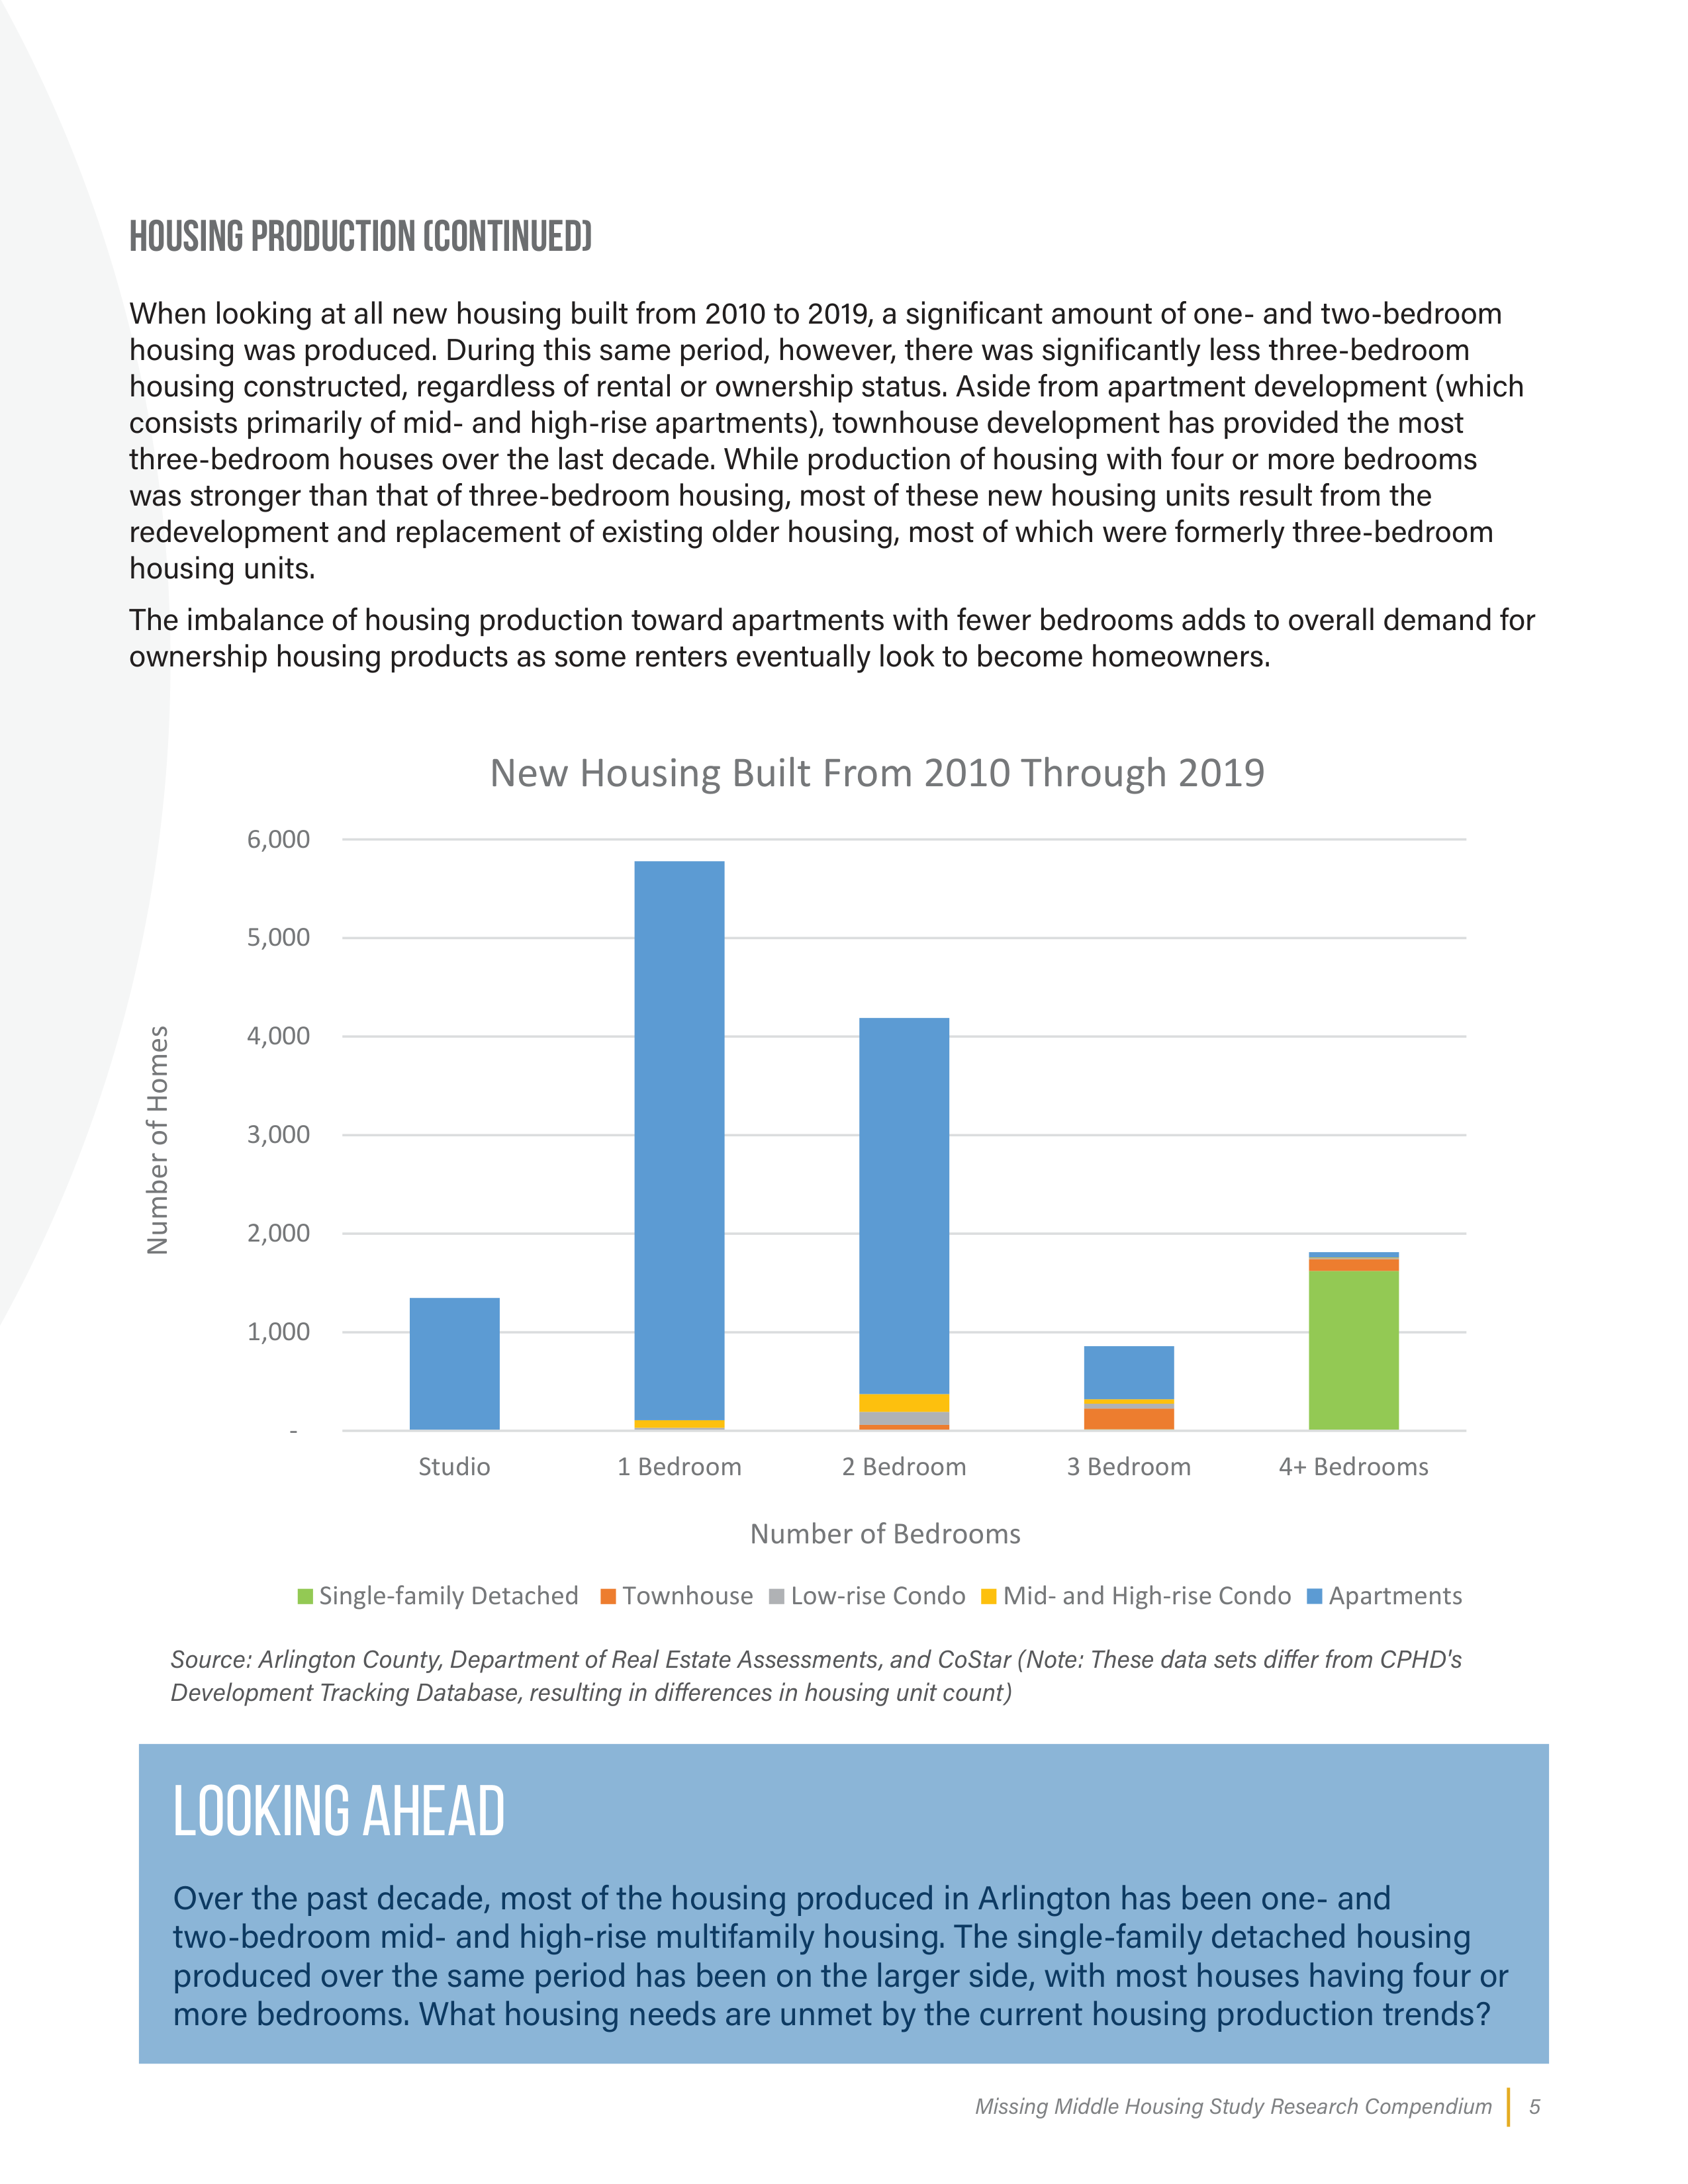 HOUSING PRODUCTION (CONTINUED)
When looking at all new housing built from 2010 to 2019, a significant amount of one- and two-bedroom
housing was produced. During this same period, however, there was significantly less three-bedroom
housing constructed, regardless of rental or ownership status. Aside from apartment development (which
consists primarily of mid- and high-rise apartments), townhouse development has provided the most
three-bedroom houses over the last decade. While production of housing with four or more bedrooms
was stronger than that of three-bedroom housing, most of these new housing units result from the
redevelopment and replacement of existing older housing, most of which were formerly three-bedroom
housing units.
The imbalance of housing production toward apartments with fewer bedrooms adds to overall demand for
ownership housing products as some renters eventually look to become homeowners.
New Housing Built From 2010 Through 2019
Number of Homes
6,000
5,000
4,000
3,000
2,000
1,000
-
Studio 1 Bedroom 2 Bedroom 3 Bedroom 4+ Bedrooms
Number of Bedrooms
Single-family Detached Townhouse Low-rise Condo Mid- and High-rise Condo Apartments
Source: Arlington County, Department of Real Estate Assessments, and CoStar (Note: These data sets differ from CPHD's
Development Tracking Database, resulting in differences in housing unit count)
LOOKING AHEAD
Over the past decade, most of the housing produced in Arlington has been one- and
two-bedroom mid- and high-rise multifamily housing. The single-family detached housing
produced over the same period has been on the larger side, with most houses having four or
more bedrooms. What housing needs are unmet by the current housing production trends?
Missing Middle Housing Study Research Compendium 5